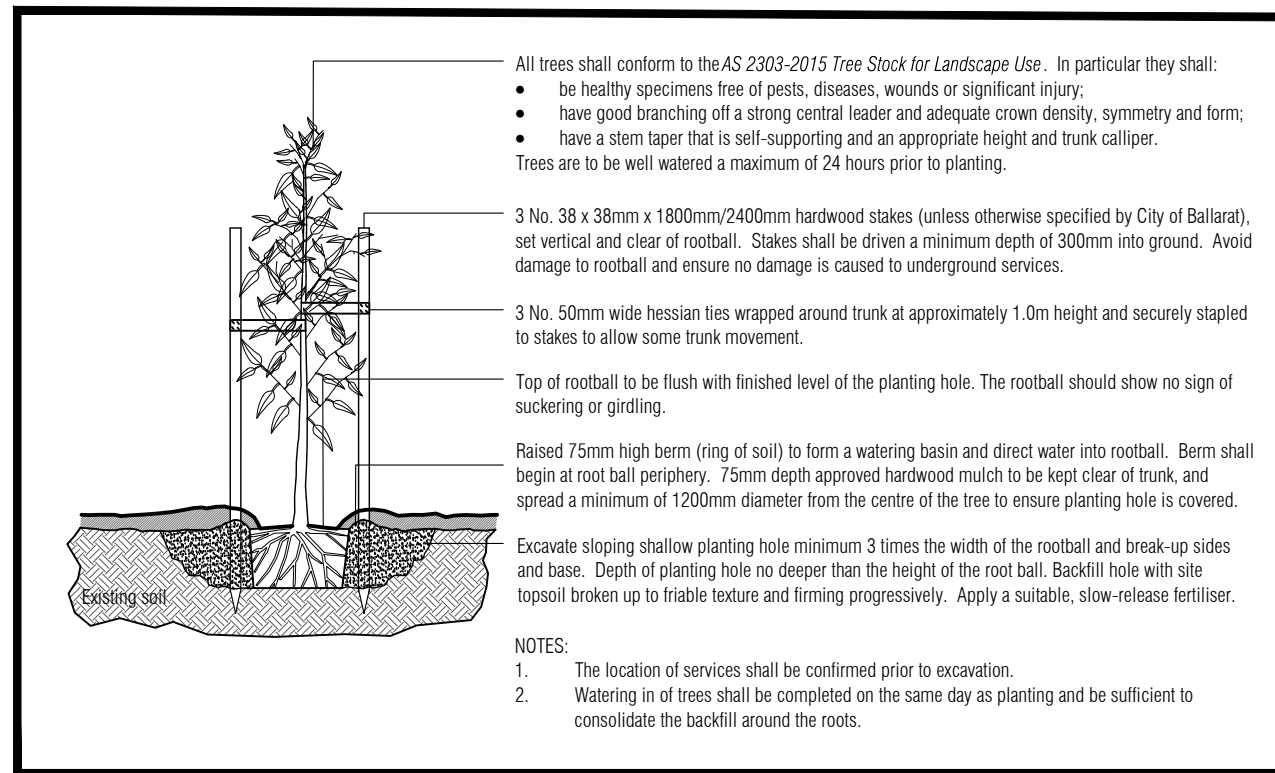 All trees shall conform to the AS 2303-2015 Tree Stock for Landscape Use. In particular they shall:
• be healthy specimens free of pests, diseases, wounds or significant injury;
• have good branching off a strong central leader and adequate crown density, symmetry and form;
• have a stem taper that is self-supporting and an appropriate height and trunk calliper.
Trees are to be well watered a maximum of 24 hours prior to planting.
3 No. 38 x 38mm x 1800mm/2400mm hardwood stakes (unless otherwise specified by City of Ballarat),
set vertical and clear of rootball. Stakes shall be driven a minimum depth of 300mm into ground. Avoid
damage to rootball and ensure no damage is caused to underground services.
3 No. 50mm wide hessian ties wrapped around trunk at approximately 1.0m height and securely stapled
to stakes to allow some trunk movement.
Top of rootball to be flush with finished level of the planting hole. The rootball should show no sign of
suckering or girdling.
Raised 75mm high berm (ring of soil) to form a watering basin and direct water into rootball. Berm shall
begin at root ball periphery. 75mm depth approved hardwood mulch to be kept clear of trunk, and
spread a minimum of 1200mm diameter from the centre of the tree to ensure planting hole is covered.
Excavate sloping shallow planting hole minimum 3 times the width of the rootball and break-up sides
and base. Depth of planting hole no deeper than the height of the root ball. Backfill hole with site
topsoil broken up to friable texture and firming progressively. Apply a suitable, slow-release fertiliser.
Existing soil
NOTES:
1. The location of services shall be confirmed prior to excavation.
2. Watering in of trees shall be completed on the same day as planting and be sufficient to
consolidate the backfill around the roots.